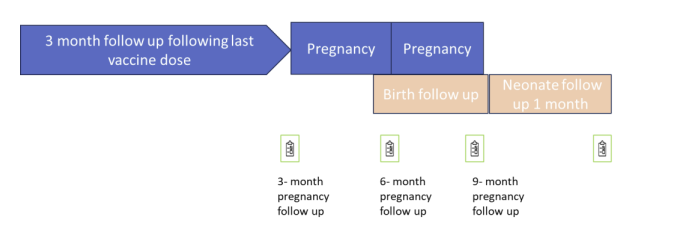 3 month follow up following last
vaccine dose
Pregnancy
Pregnancy
Birth follow up
Neonate follow
up 1 month
3- month
pregnancy
follow up
6- month
pregnancy
follow up
9- month
pregnancy
follow up